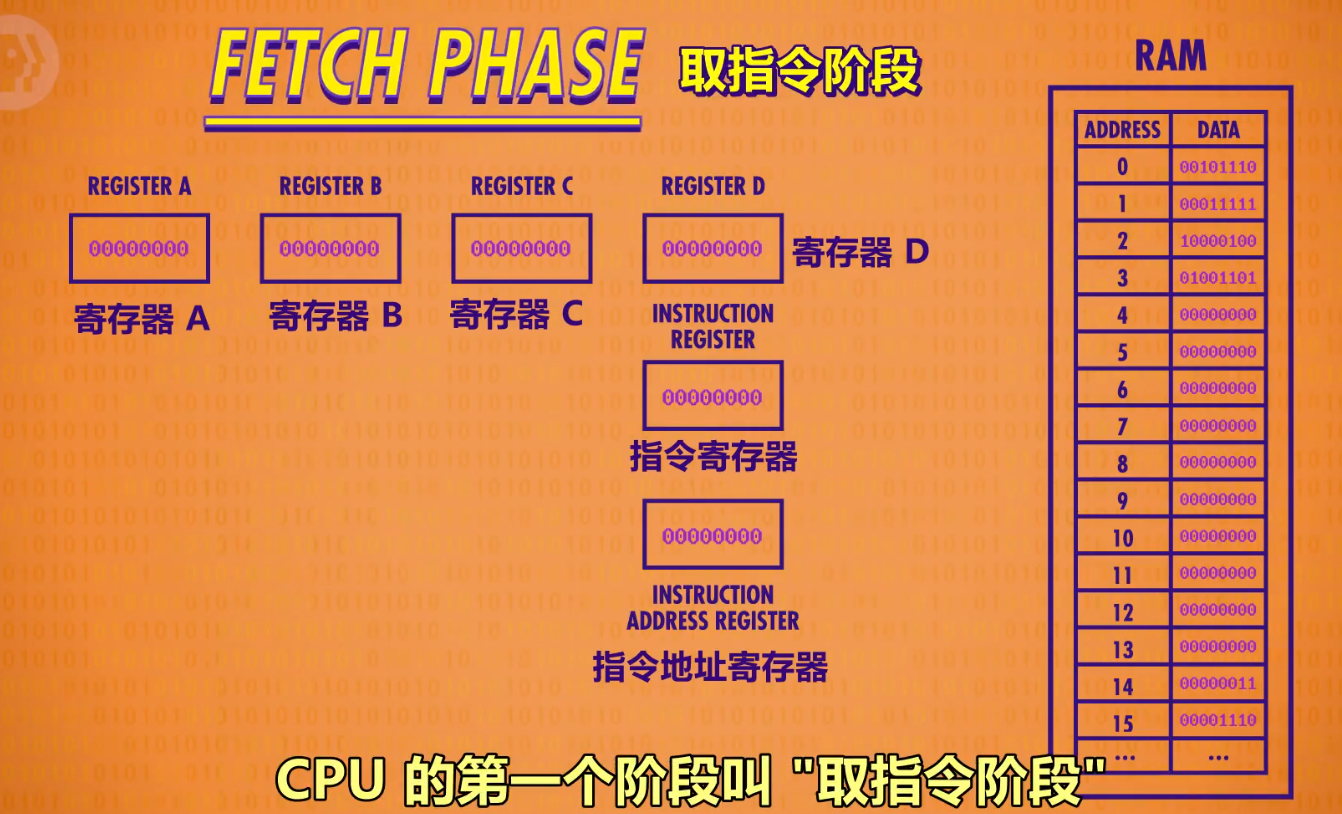 FETCH PHASE 取指令阶段
REGISTER A
00000000
寄存器 A
REGISTER B
00000000
寄存器 B
REGISTER C
00000000
寄存器 C
REGISTER D
00000000 寄存器 D
INSTRUCTION
REGISTER
00000000
指令寄存器
00000000
INSTRUCTION
ADDRESS REGISTER
指令地址寄存器
RAM
ADDRESS DATA
0 00101110
1 00011111
2 10000100
3 01001101
4 00000000
5 00000000
6 00000000
7 00000000
8 00000000
9 00000000
10 00000000
11 00000000
12 00000000
13 00000000
14 00000011
15 00001110
... ...
CPU 的第一个阶段叫 "取指令阶段"